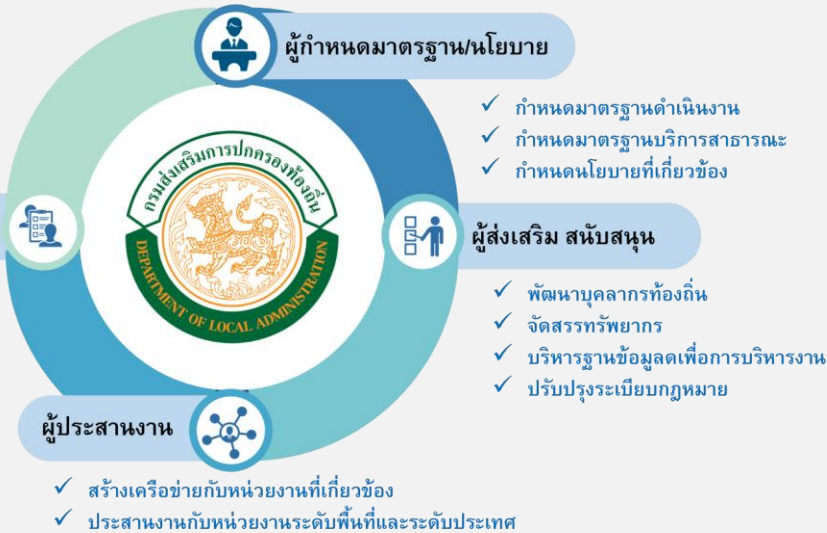 ผู้กำหนดมาตรฐาน/นโยบาย
✓ กำหนดมาตรฐานดำเนินงาน
✓ กำหนดมาตรฐานบริการสาธารณะ
✓ กำหนดนโยบายที่เกี่ยวข้อง
กรมส่งเสริมการปกครองท้องถิ่น
DEPARTMENT OF LOCAL ADMINISTRATION
ผู้ส่งเสริม สนับสนุน
✓ พัฒนาบุคลากรท้องถิ่น
✓ จัดสรรทรัพยากร
✓ บริหารฐานข้อมูลดเพื่อการบริหารงาน
✓ ปรับปรุงระเบียบกฎหมาย
ผู้ประสานงาน
✓ สร้างเครือข่ายกับหน่วยงานที่เกี่ยวข้อง
✓ ประสานงานกับหน่วยงานระดับพื้นที่และระดับประเทศ